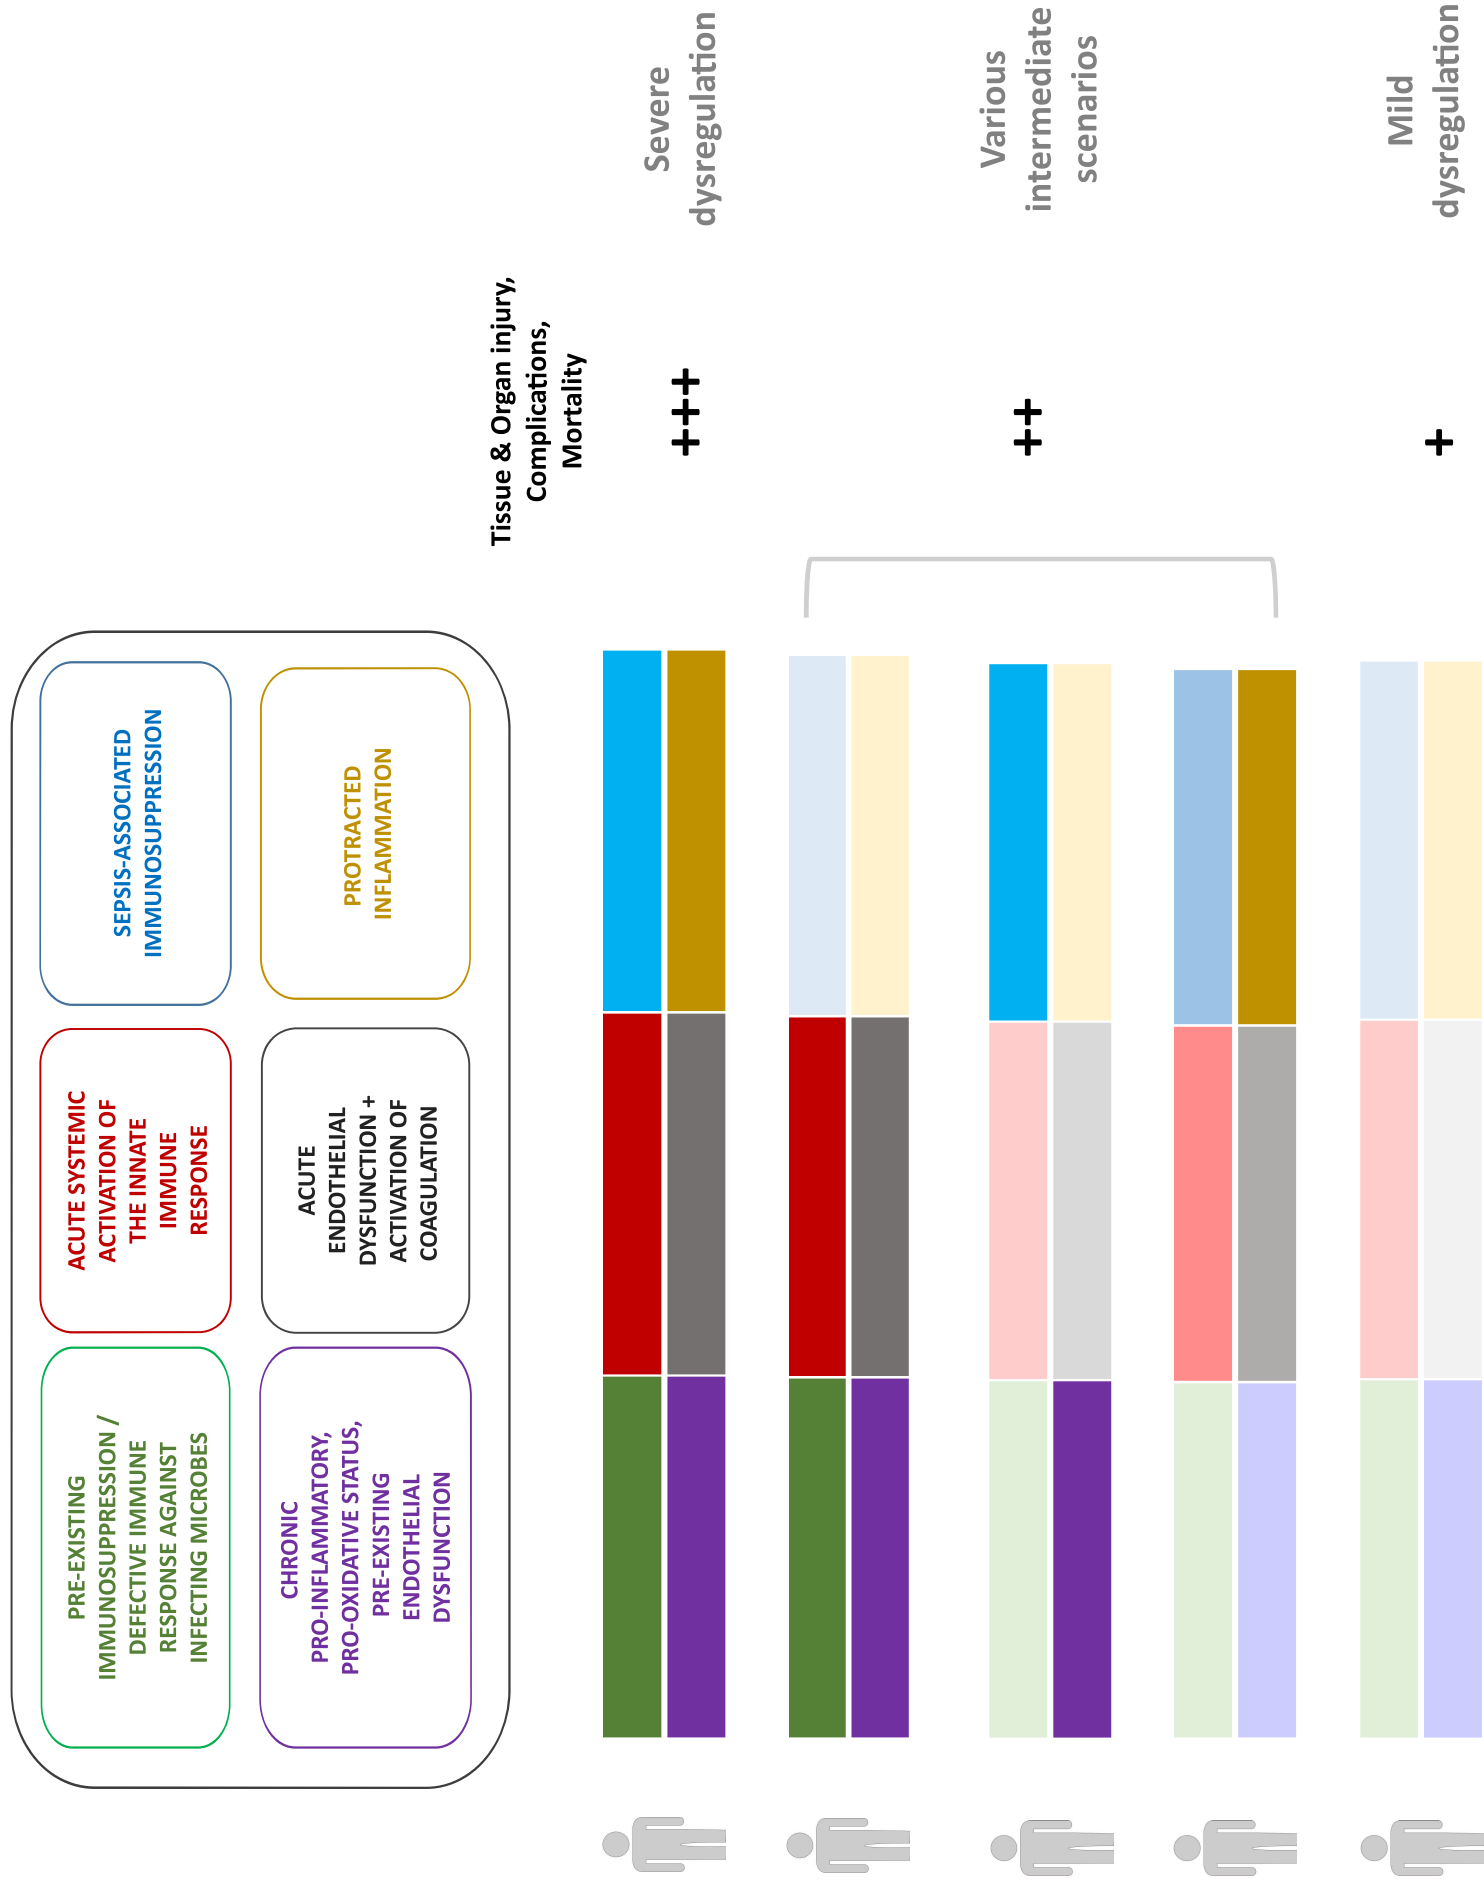 PRE-EXISTING
IMMUNOSUPPRESSION /
DEFECTIVE IMMUNE
RESPONSE AGAINST
INFECTING MICROBES
ACUTE SYSTEMIC
ACTIVATION OF
THE INNATE
IMMUNE
RESPONSE
SEPSIS-ASSOCIATED
IMMUNOSUPPRESSION
CHRONIC
PRO-INFLAMMATORY,
PRO-OXIDATIVE STATUS,
PRE-EXISTING
ENDOTHELIAL
DYSFUNCTION
ACUTE
ENDOTHELIAL
DYSFUNCTION +
ACTIVATION OF
COAGULATION
PROTRACTED
INFLAMMATION
Tissue & Organ injury,
Complications,
Mortality
+++
Severe
dysregulation
++
Various
intermediate
scenarios
+
Mild
dysregulation